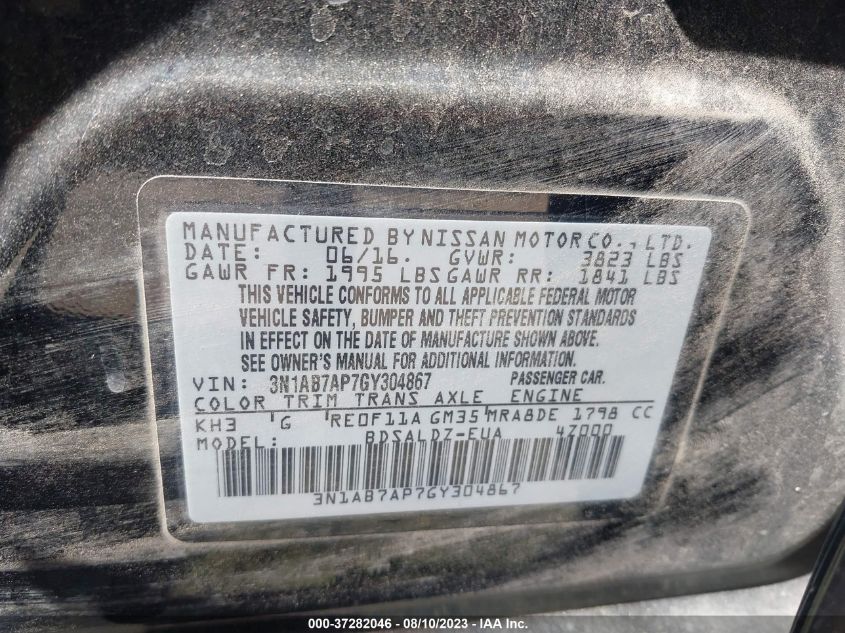 MANUFACTURED BY NISSAN MOTOR CO., LTD.
DATE: 06/16. GVWR: 3823 LBS
GAWR FR: 1995 LBS GAWR RR: 1841 LBS
THIS VEHICLE CONFORMS TO ALL APPLICABLE FEDERAL MOTOR
VEHICLE SAFETY, BUMPER AND THEFT PREVENTION STANDARDS
IN EFFECT ON THE DATE OF MANUFACTURE SHOWN ABOVE.
SEE OWNER'S MANUAL FOR ADDITIONAL INFORMATION.
VIN: 3N1AB7AP7GY304867 PASSENGER CAR.
COLOR TRIM TRANS AXLE ENGINE
KH3 G RE0F11A GM35 MRA8DE 1798 CC
MODEL: BDSALDZ-EUA 4Z000
3N1AB7AP7GY304867
000-37282046 - 08/10/2023 - IAA Inc.